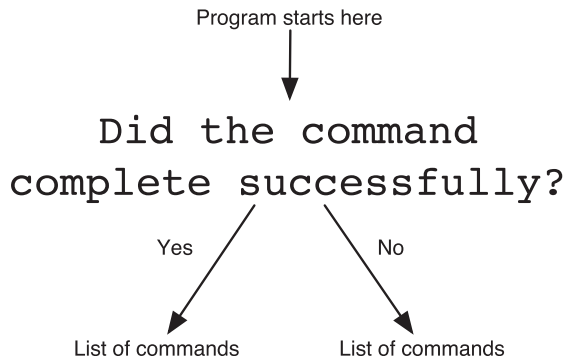 Program starts here
Did the command
complete successfully?
Yes
No
List of commands
List of commands